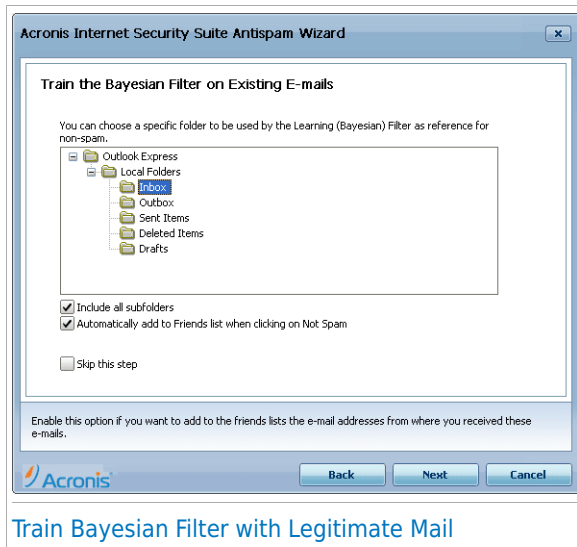 Acronis Internet Security Suite Antispam Wizard
Train the Bayesian Filter on Existing E-mails
You can choose a specific folder to be used by the Learning (Bayesian) Filter as reference for
non-spam.
Outlook Express
Local Folders
Inbox
Outbox
Sent Items
Deleted Items
Drafts
Include all subfolders
Automatically add to Friends list when clicking on Not Spam
Skip this step
Enable this option if you want to add to the friends lists the e-mail addresses from where you received these
e-mails.
Acronis
Back Next Cancel
Train Bayesian Filter with Legitimate Mail